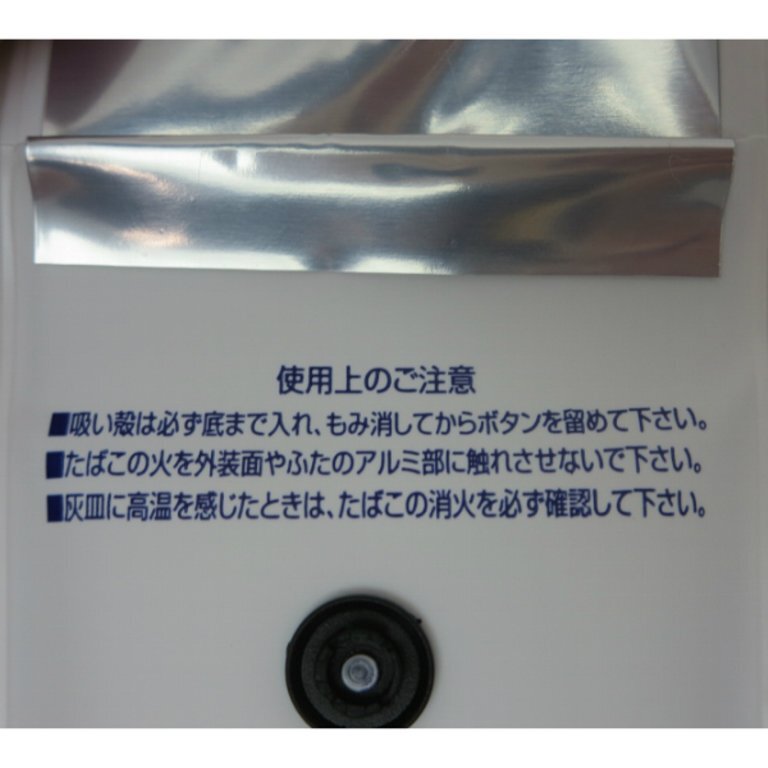 使用上のご注意
■吸い殻は必ず底まで入れ、もみ消してからボタンを留めて下さい。
■たばこの火を外装面やふたのアルミ部に触れさせないで下さい。
■灰皿に高温を感じたときは、たばこの消火を必ず確認して下さい。